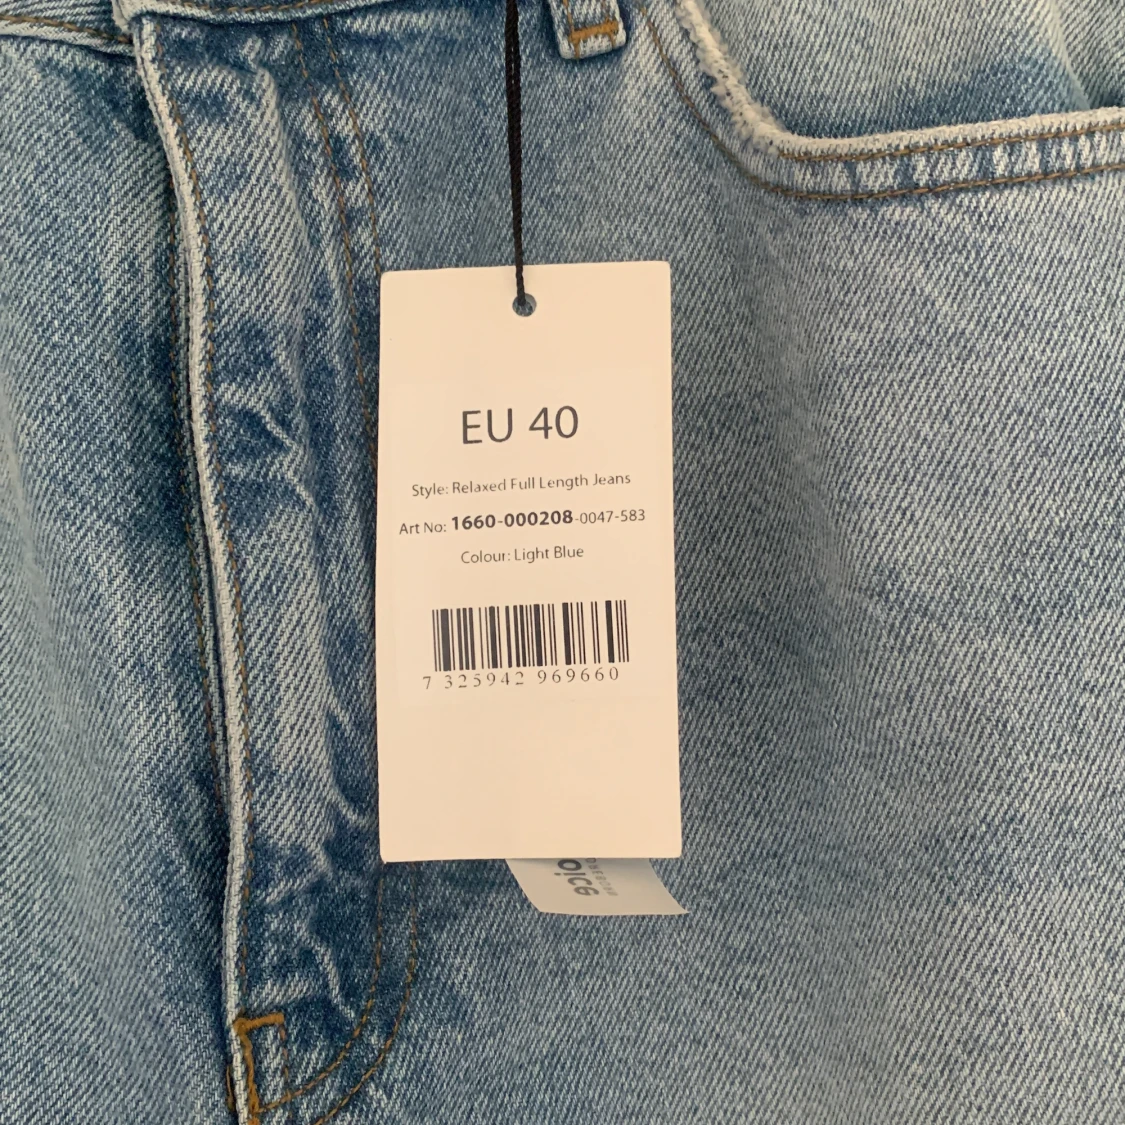 EU 40
Style: Relaxed Full Length Jeans
Art No: 1660-000208-0047-583
Colour: Light Blue
7 325942 969660